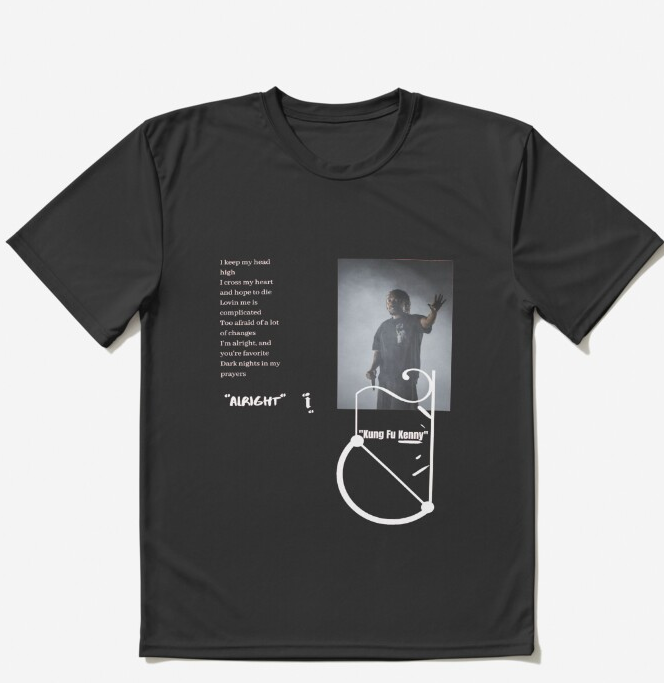 I keep my head
high
I cross my heart
and hope to die
Lovin me is
complicated
Too afraid of a lot
of changes
I'm alright, and
you're favorite
Dark nights in my
prayers
"ALRIGHT"
"Kung Fu Kenny"